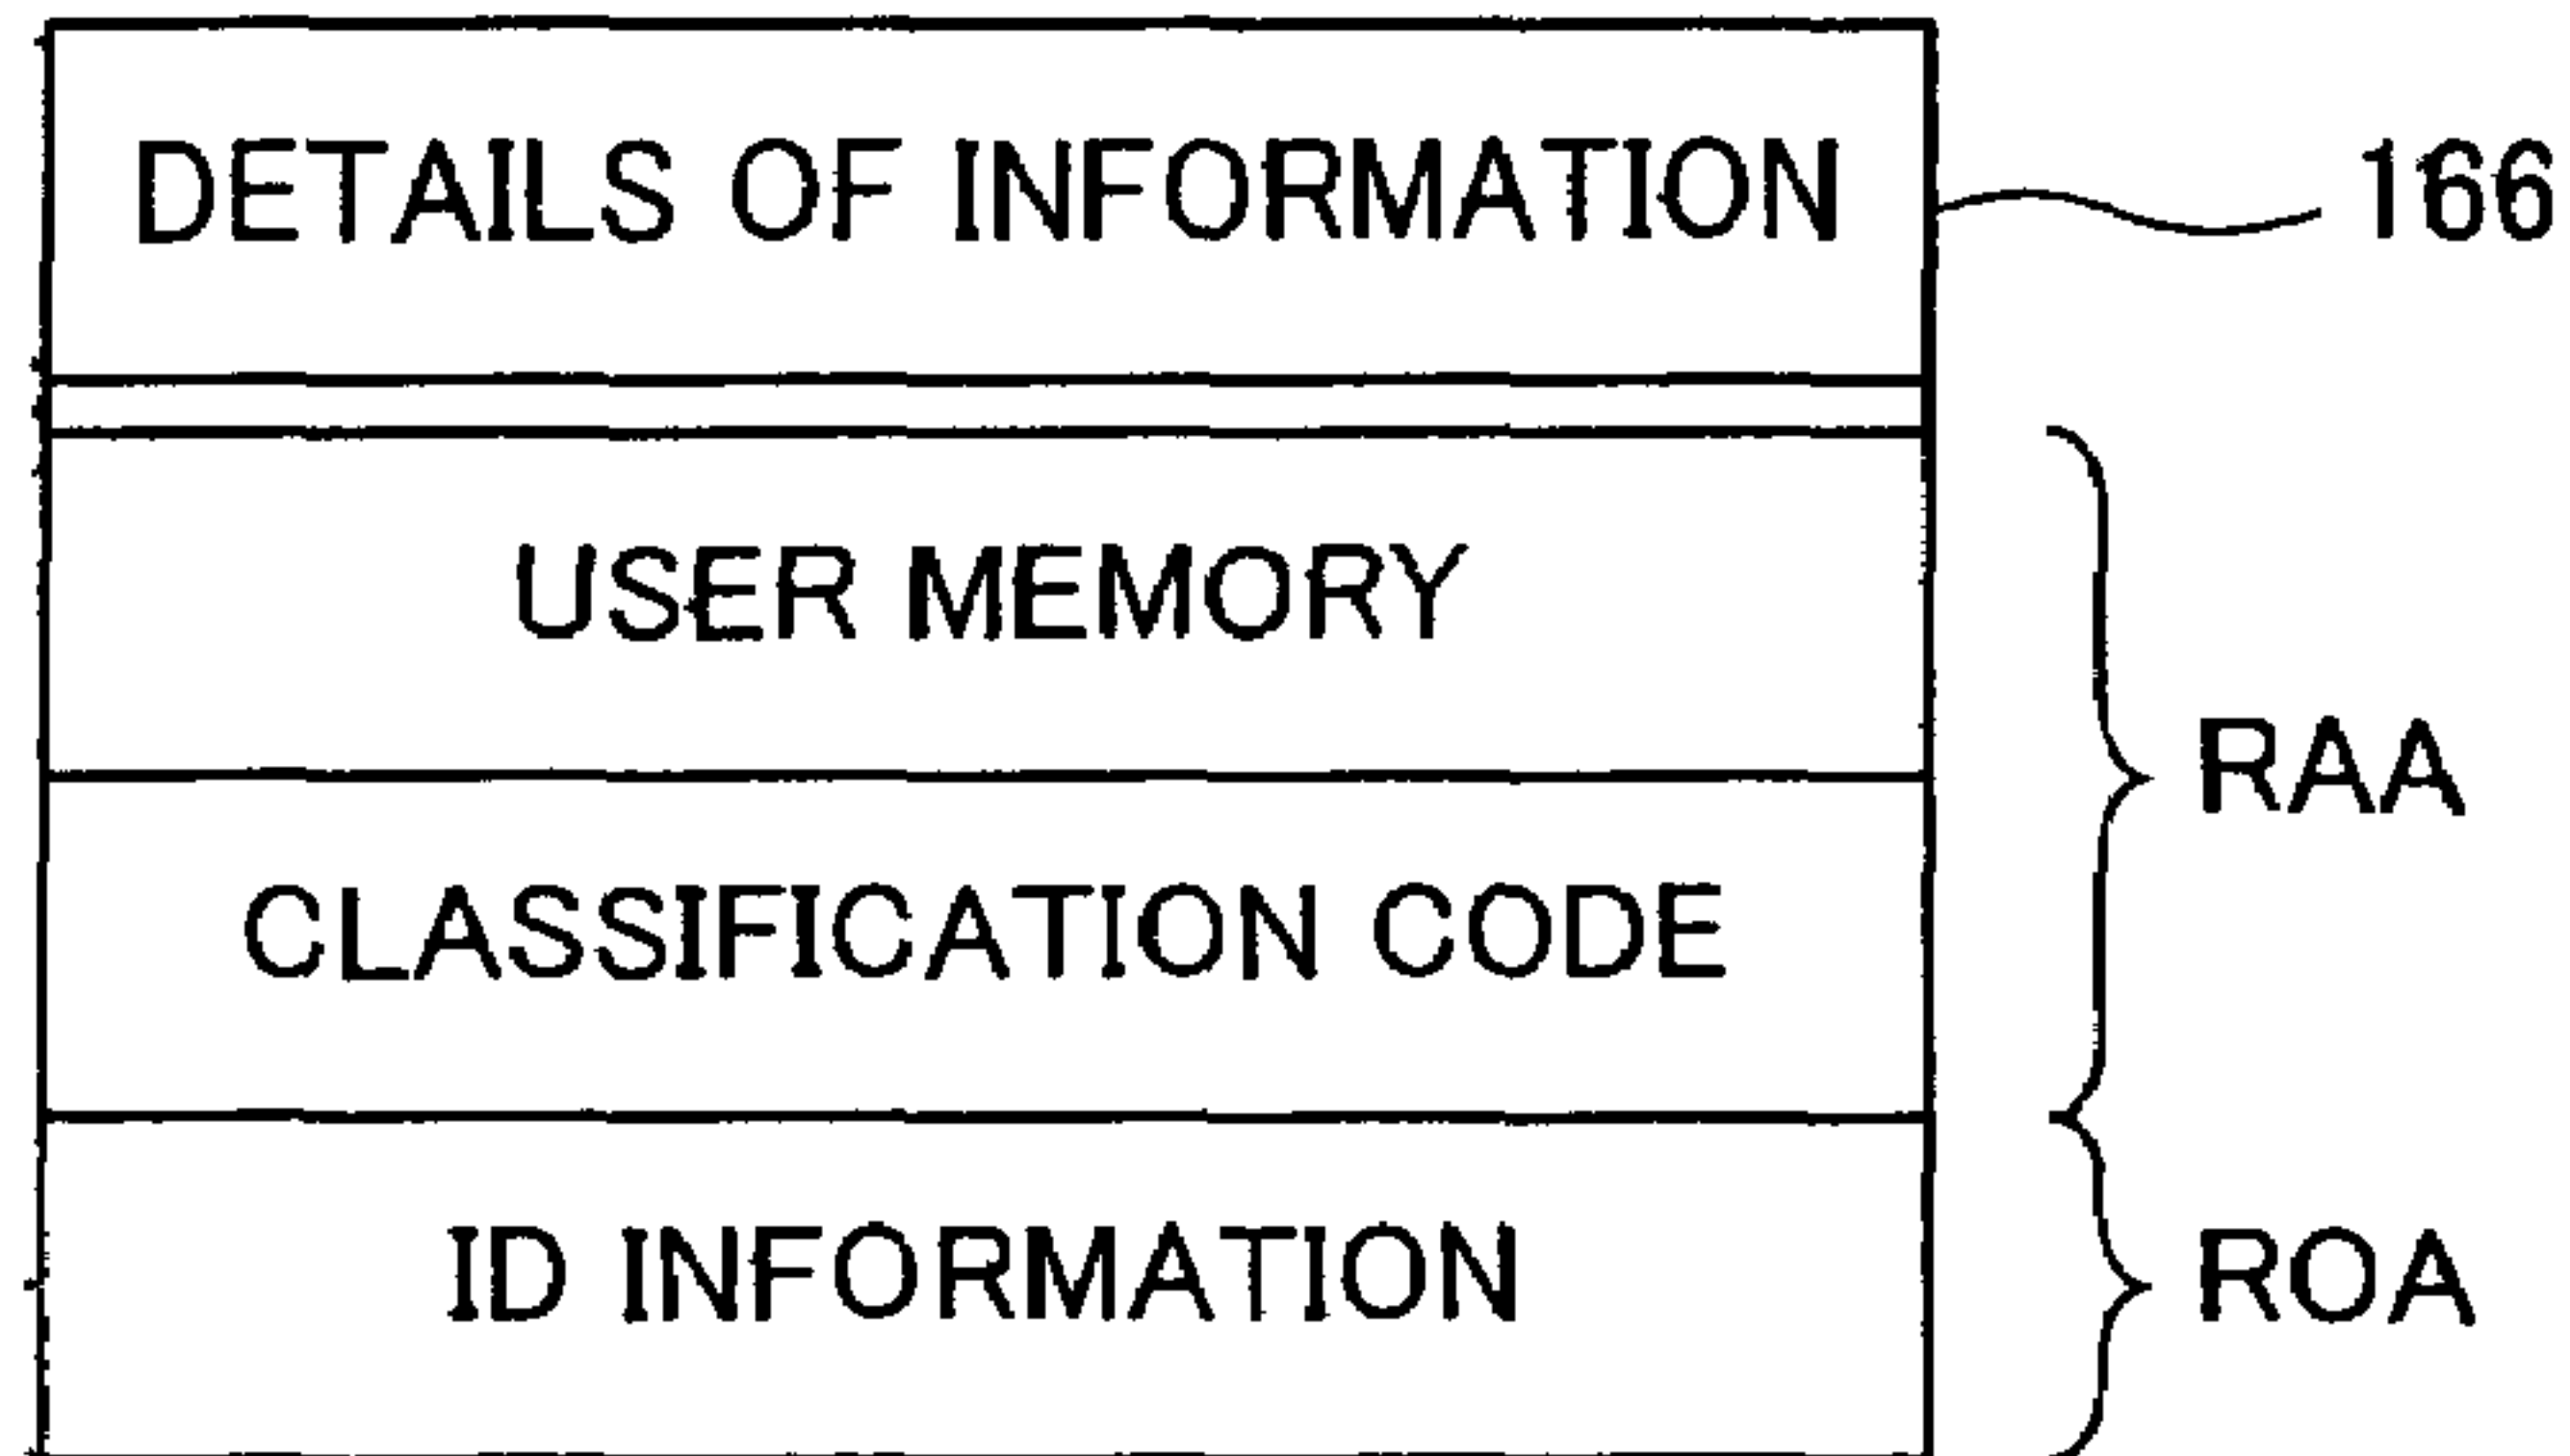 DETAILS OF INFORMATION 166
USER MEMORY
RAA
CLASSIFICATION CODE
ID INFORMATION ROA